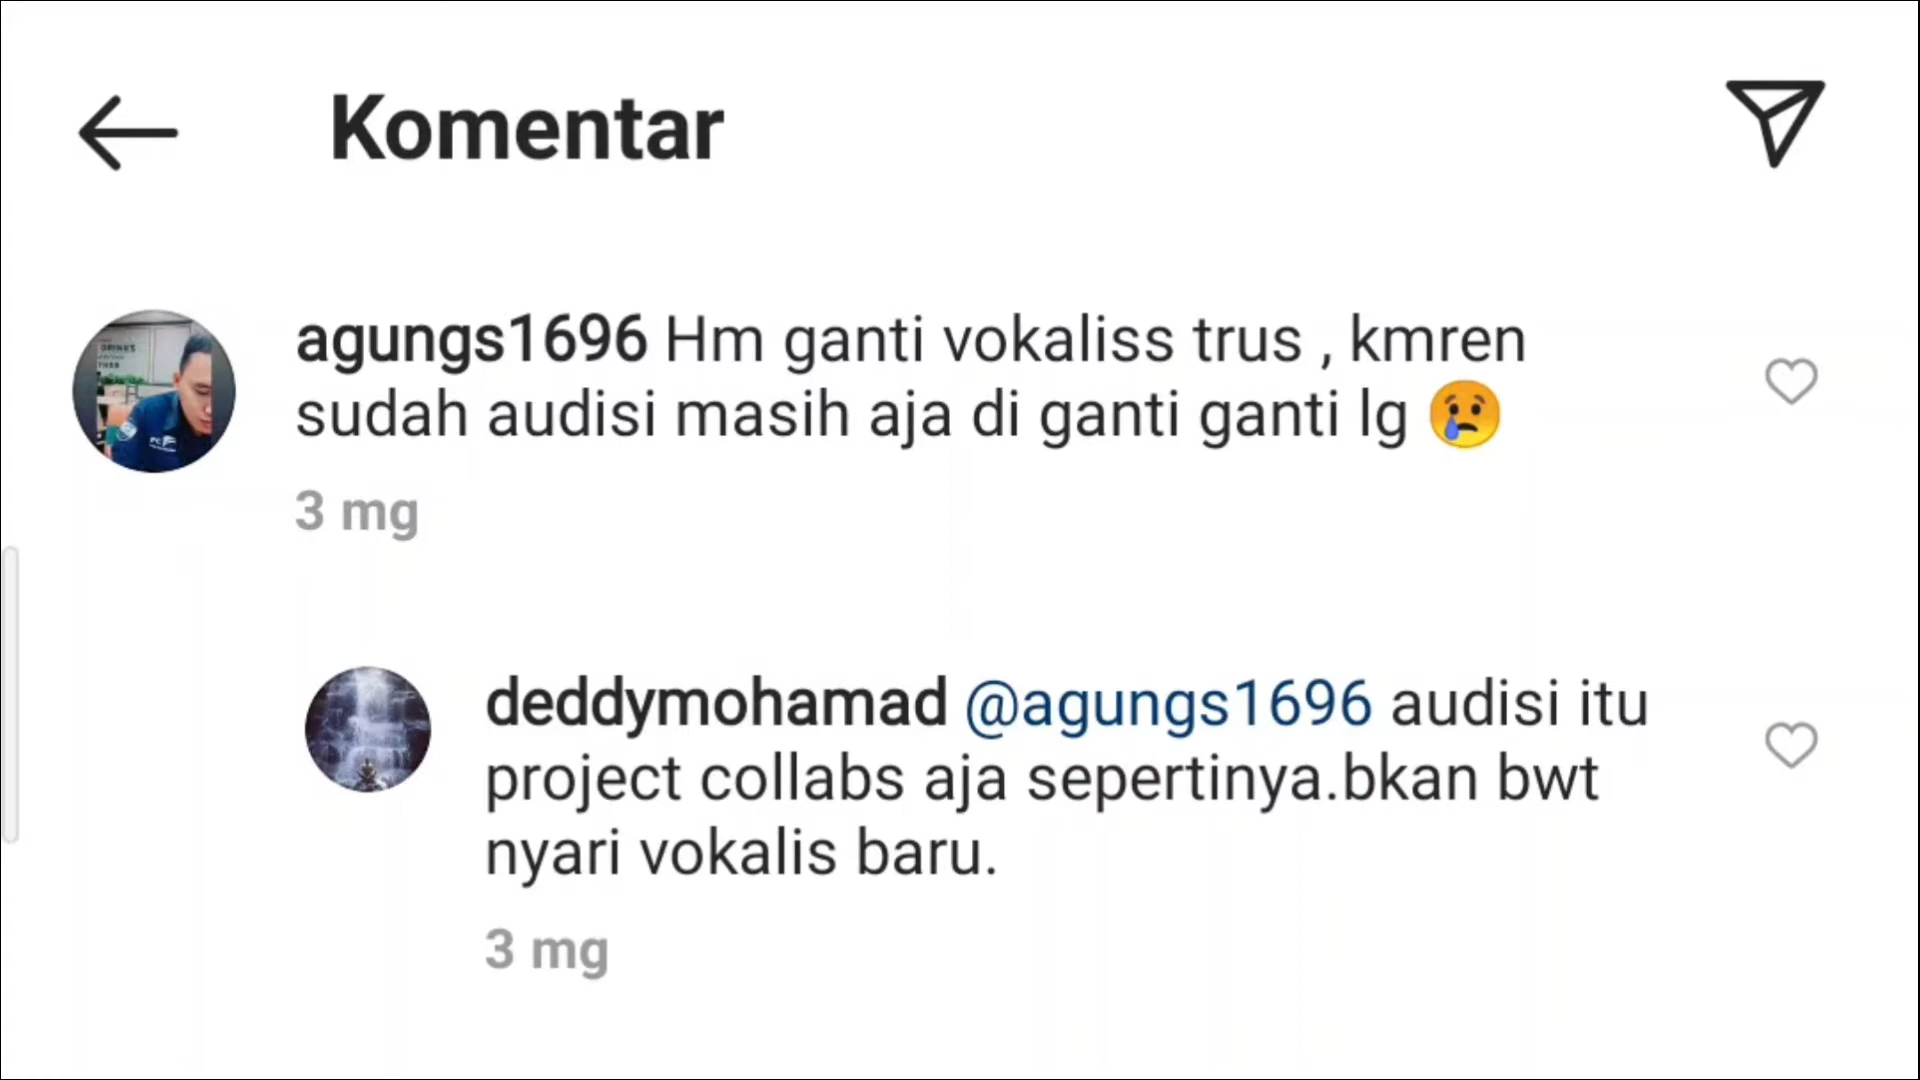 Komentar
agungs1696 Hm ganti vokaliss trus , kmren
sudah audisi masih aja di ganti ganti lg 😢
3 mg
deddymohamad @agungs1696 audisi itu
project collabs aja sepertinya.bkan bwt
nyari vokalis baru.
3 mg